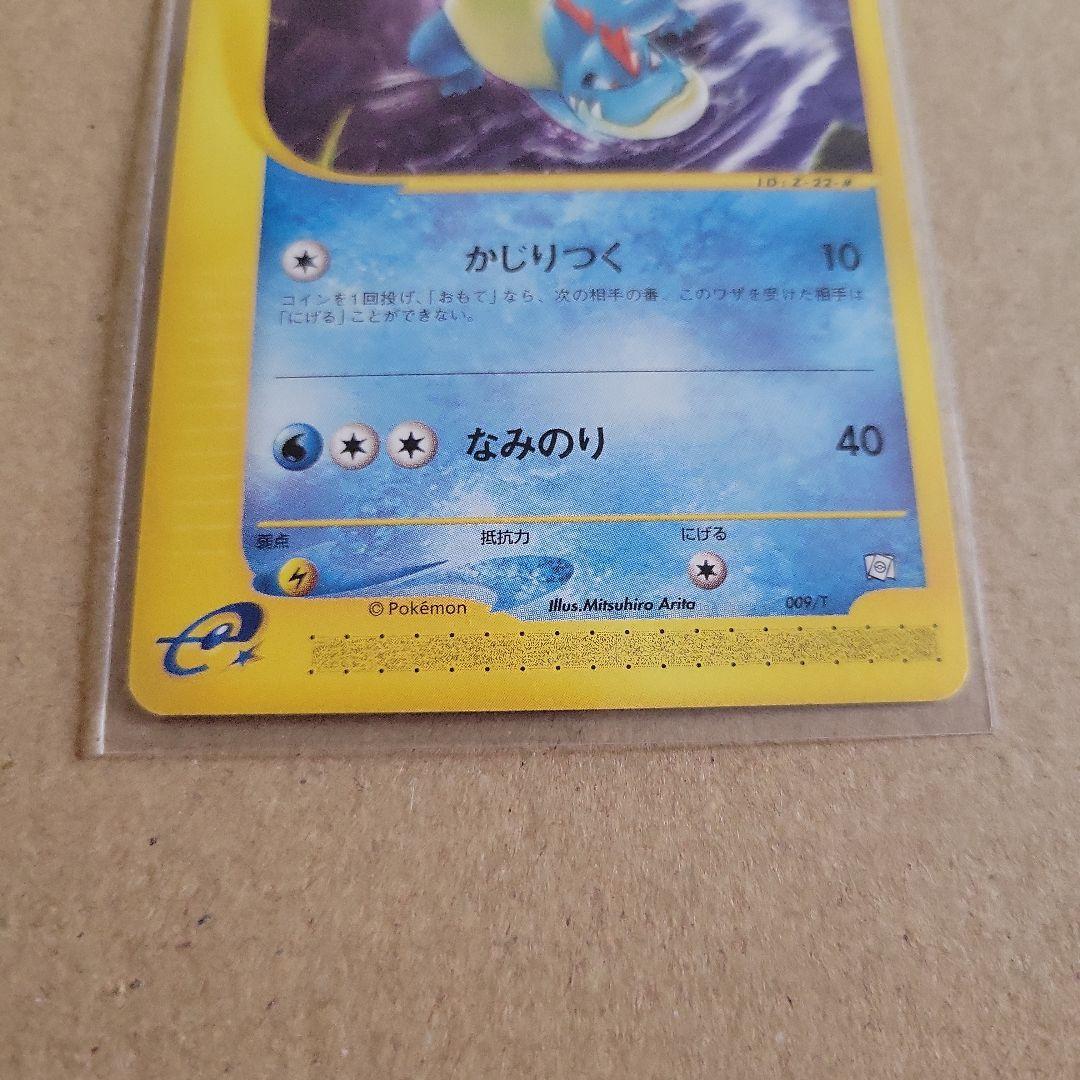 ID:Z-22-#
かじりつく 10
コインを1回投げ、「おもて」なら、次の相手の番、このワザを受けた相手は
「にげる」ことができない。
なみのり 40
弱点 抵抗力 にげる
© Pokémon Illus.Mitsuhiro Arita 009/T
e